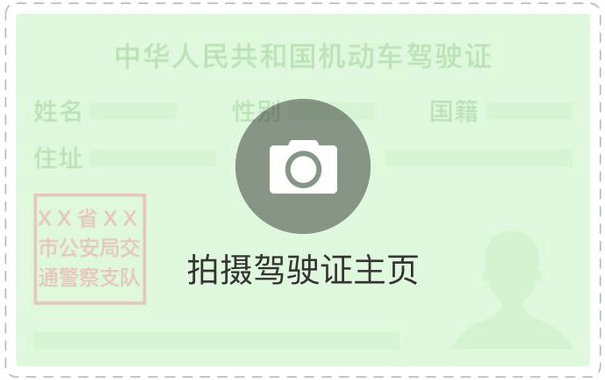 中华人民共和国机动车驾驶证
姓名 性别 国籍
住址
XX省XX
市公安局交
通警察支队
拍摄驾驶证主页